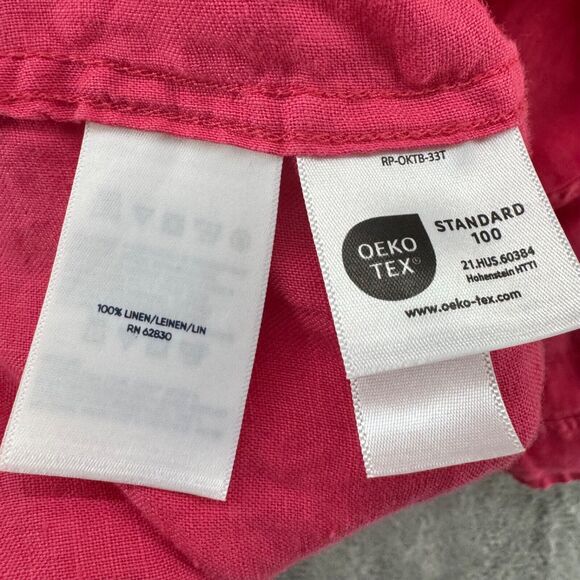 100% LINEN/LEINEN/LIN
RN 62830
RP-OKTB-33T
OEKO
TEX®
STANDARD
100
21.HUS.60384
Hohenstein HTTI
www.oeko-tex.com